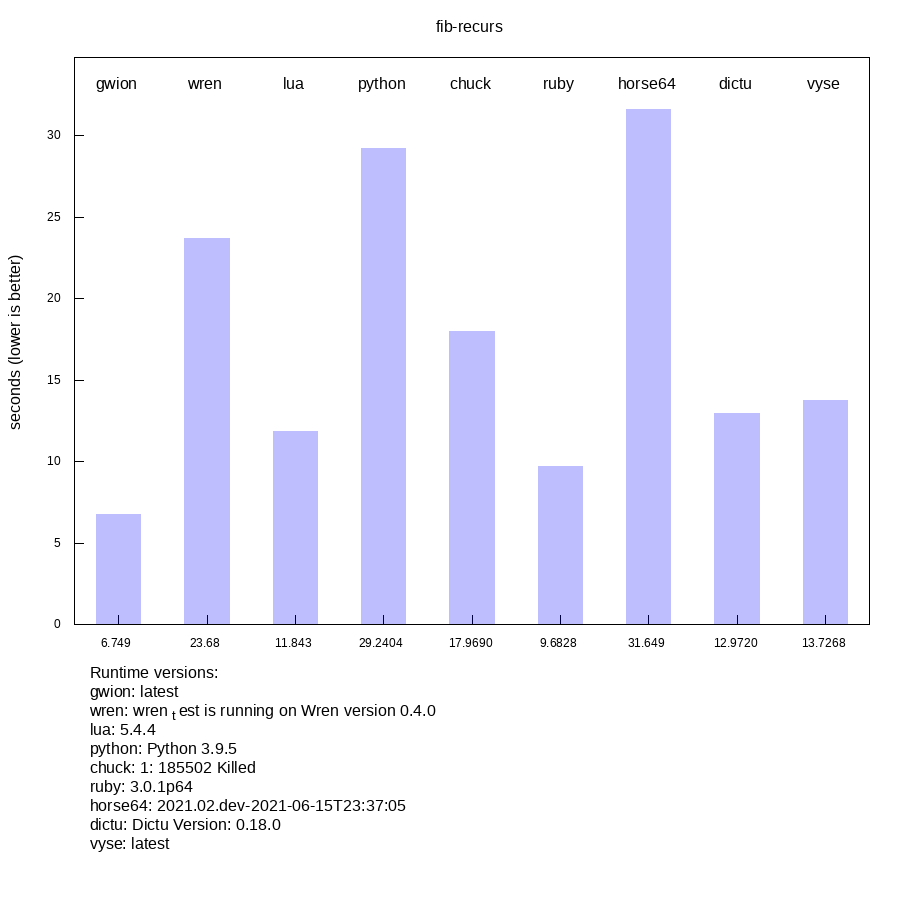 fib-recurs
gwion wren lua python chuck ruby horse64 dictu vyse
seconds (lower is better)
30
25
20
15
10
5
0
6.749 23.68 11.843 29.2404 17.9690 9.6828 31.649 12.9720 13.7268
Runtime versions:
gwion: latest
wren: wren t est is running on Wren version 0.4.0
lua: 5.4.4
python: Python 3.9.5
chuck: 1: 185502 Killed
ruby: 3.0.1p64
horse64: 2021.02.dev-2021-06-15T23:37:05
dictu: Dictu Version: 0.18.0
vyse: latest